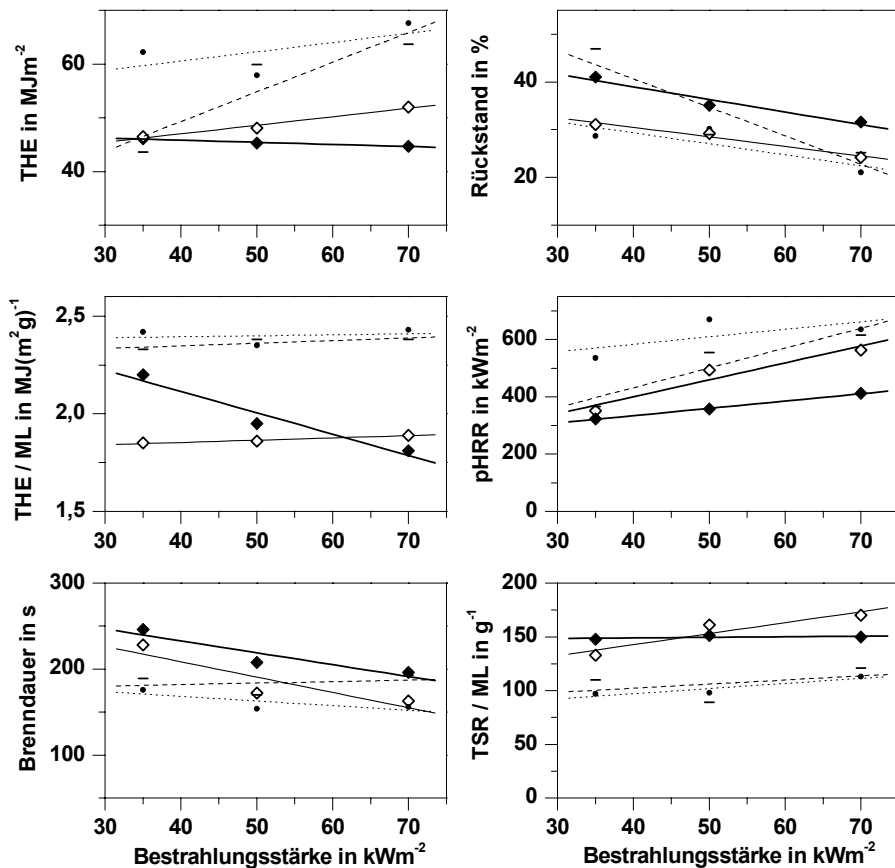 THE in MJm-2
60
40
30 40 50 60 70
Rückstand in %
40
20
30 40 50 60 70
THE / ML in MJ(m2g)-1
2,5
2,0
1,5
30 40 50 60 70
pHRR in kWm-2
600
400
200
0
30 40 50 60 70
Brenndauer in s
300
200
100
30 40 50 60 70
Bestrahlungsstärke in kWm-2
TSR / ML in g-1
200
150
100
50
0
30 40 50 60 70
Bestrahlungsstärke in kWm-2